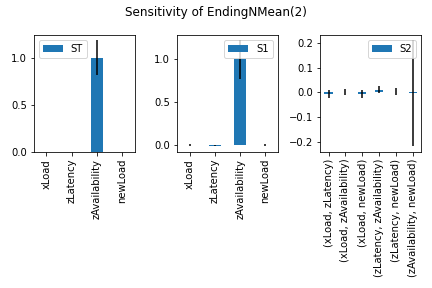 Sensitivity of EndingNMean(2)
ST
1.0
0.5
0.0
xLoad
zLatency
zAvailability
newLoad
S1
1.0
0.5
0.0
xLoad
zLatency
zAvailability
newLoad
S2
0.2
0.1
0.0
−0.1
−0.2
(xLoad, zLatency)
(xLoad, zAvailability)
(xLoad, newLoad)
(zLatency, zAvailability)
(zLatency, newLoad)
(zAvailability, newLoad)